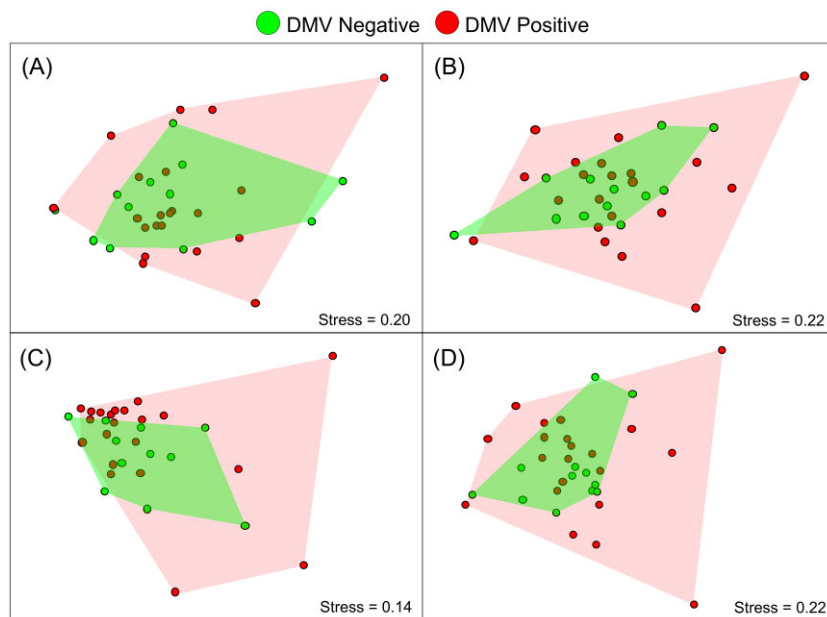 DMV Negative DMV Positive
(A)
(B)
Stress = 0.20
Stress = 0.22
(C)
(D)
Stress = 0.14
Stress = 0.22